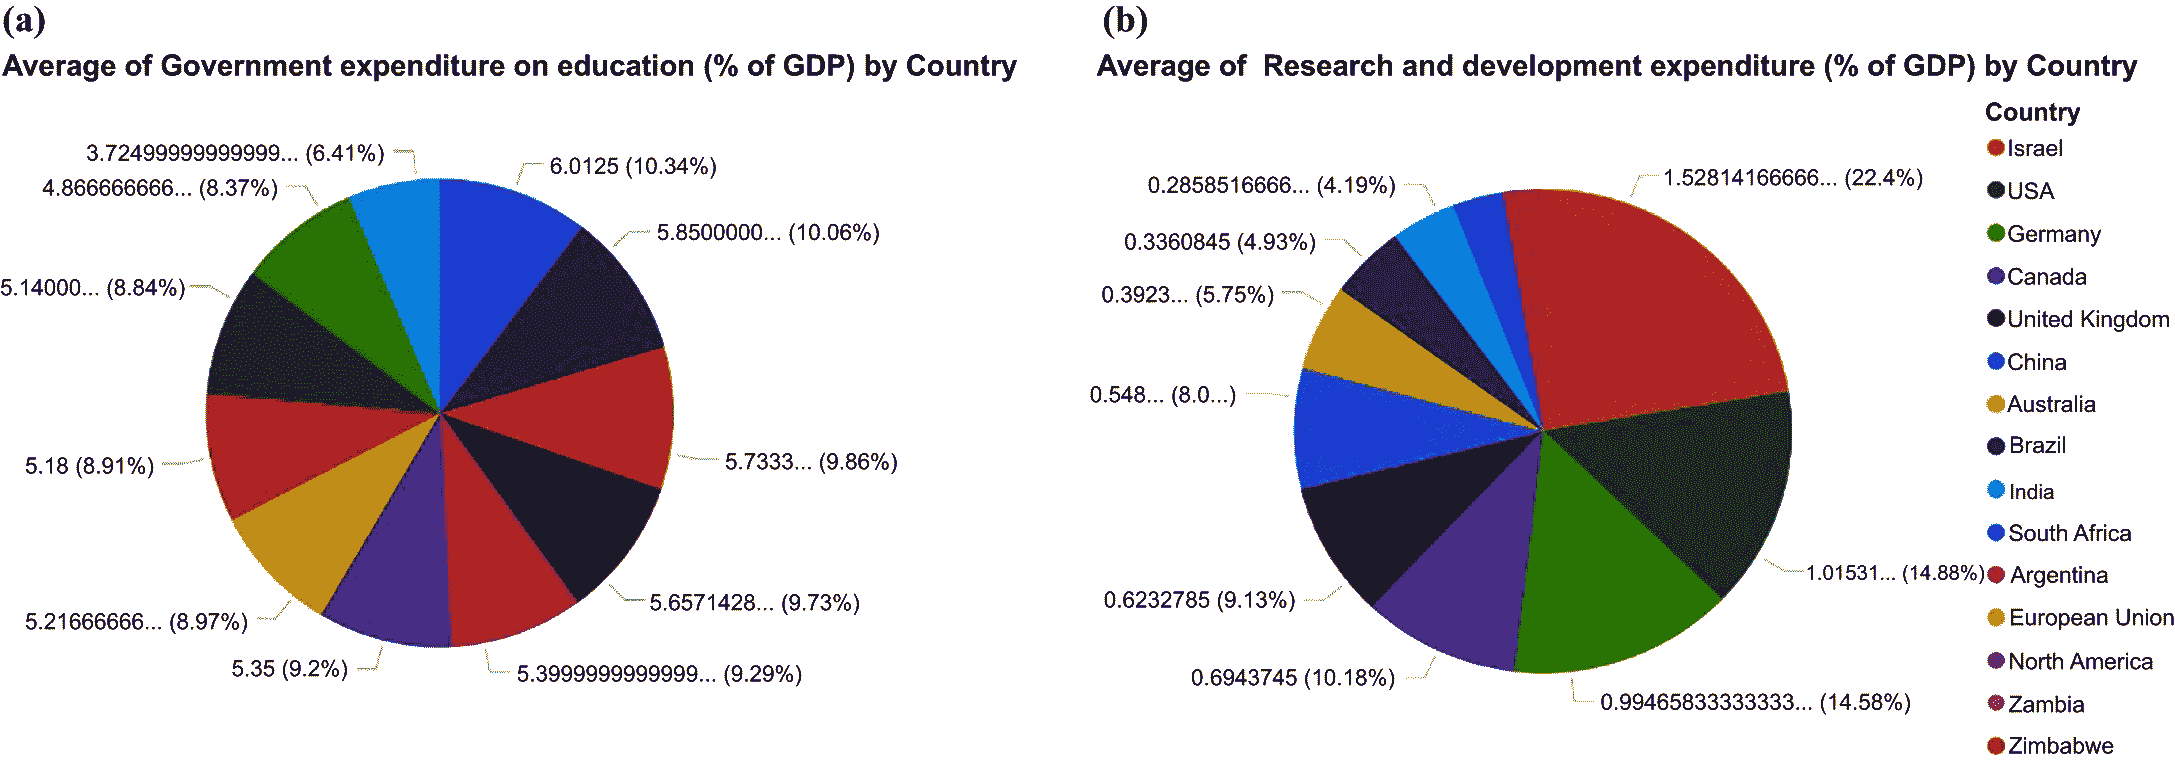 (a)
Average of Government expenditure on education (% of GDP) by Country
3.72499999999999... (6.41%)
6.0125 (10.34%)
4.866666666... (8.37%)
5.8500000... (10.06%)
5.14000... (8.84%)
5.18 (8.91%)
5.7333... (9.86%)
5.21666666... (8.97%)
5.6571428... (9.73%)
5.35 (9.2%)
5.3999999999999... (9.29%)
(b)
Average of Research and development expenditure (% of GDP) by Country
0.2858516666... (4.19%)
1.52814166666... (22.4%)
0.3360845 (4.93%)
0.3923... (5.75%)
0.548... (8.0...)
0.6232785 (9.13%)
1.01531... (14.88%)
0.6943745 (10.18%)
0.99465833333333... (14.58%)
Country
Israel
USA
Germany
Canada
United Kingdom
China
Australia
Brazil
India
South Africa
Argentina
European Union
North America
Zambia
Zimbabwe